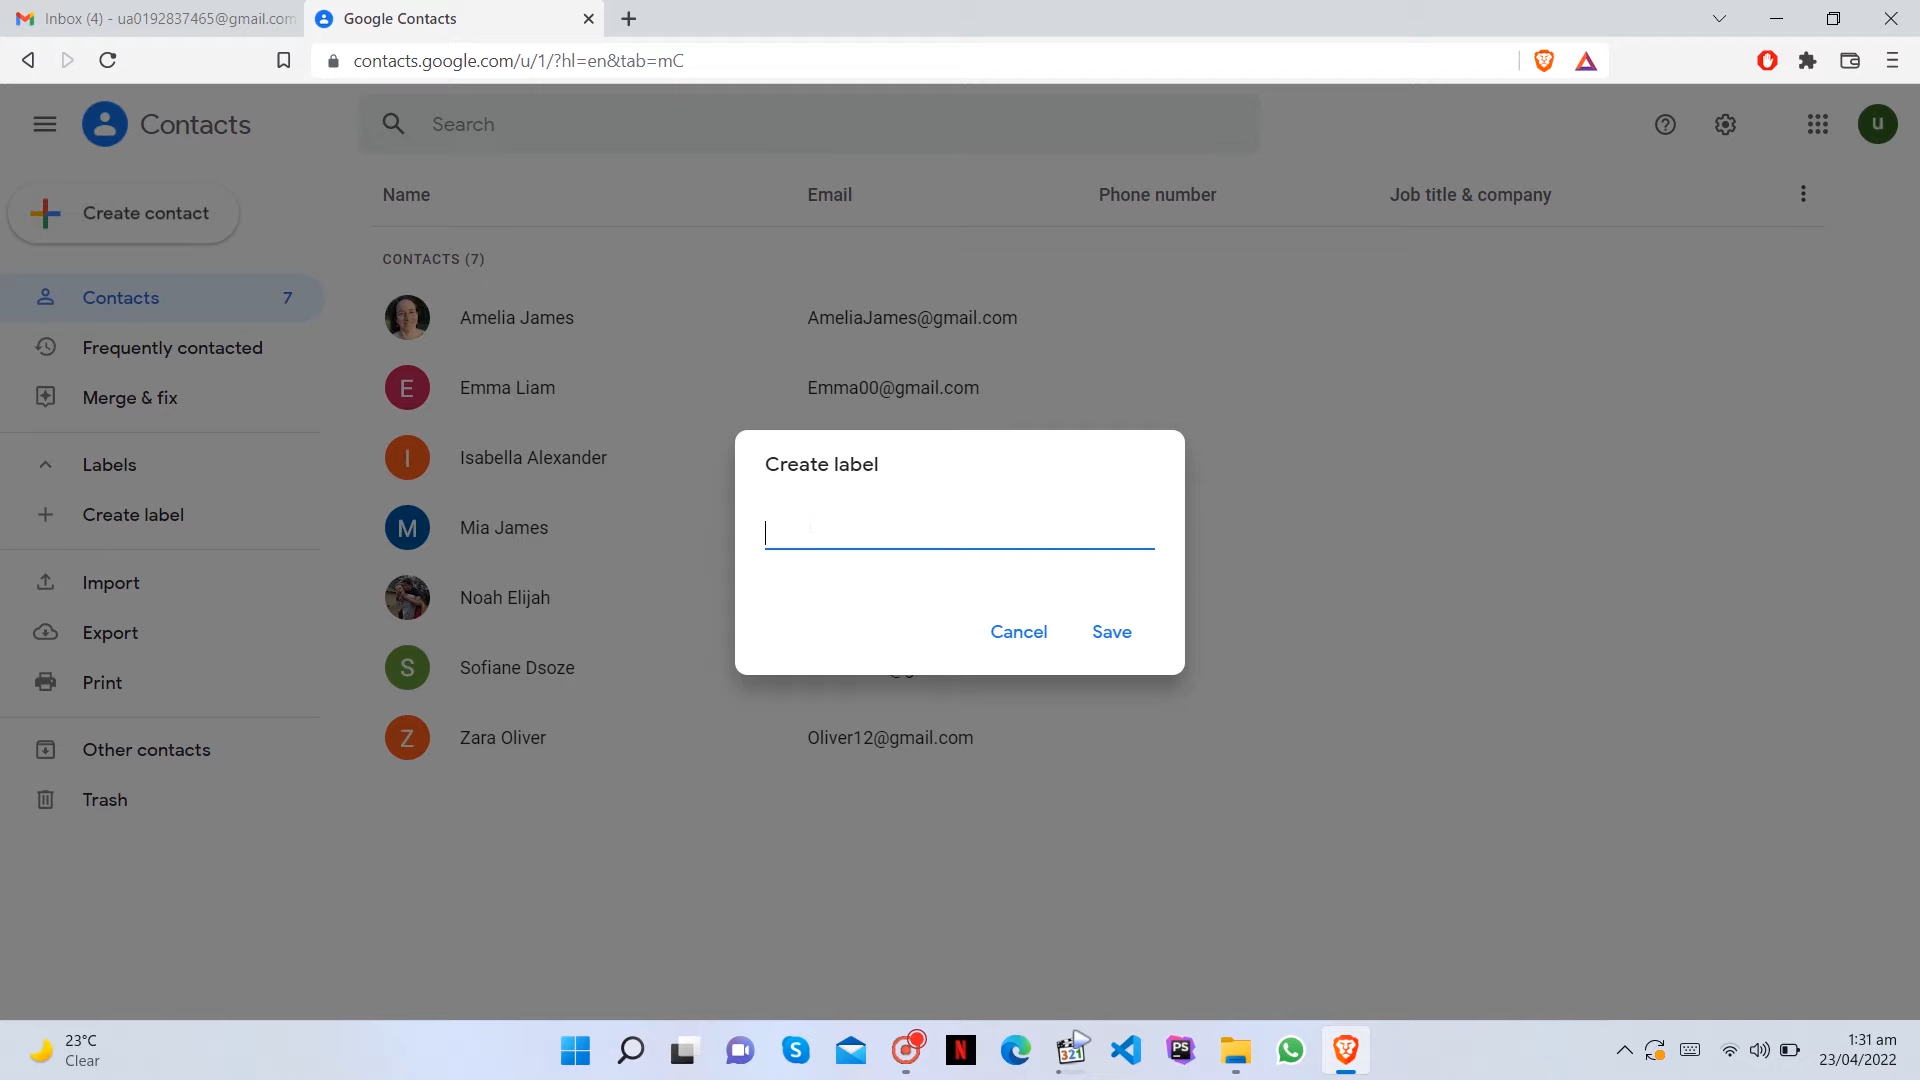 Inbox (4) - ua0192837465@gmail.com
Google Contacts
contacts.google.com/u/1/?hl=en&tab=mC
Contacts
Search
u
Create contact
Name Email Phone number Job title & company
CONTACTS (7)
Contacts 7
Frequently contacted
Merge & fix
Labels
Create label
Import
Export
Print
Other contacts
Trash
Amelia James AmeliaJames@gmail.com
E Emma Liam Emma00@gmail.com
I Isabella Alexander
M Mia James
Noah Elijah
S Sofiane Dsoze
Z Zara Oliver Oliver12@gmail.com
Create label
Cancel Save
23°C
Clear
S
N
321
PS
1:31 am
23/04/2022